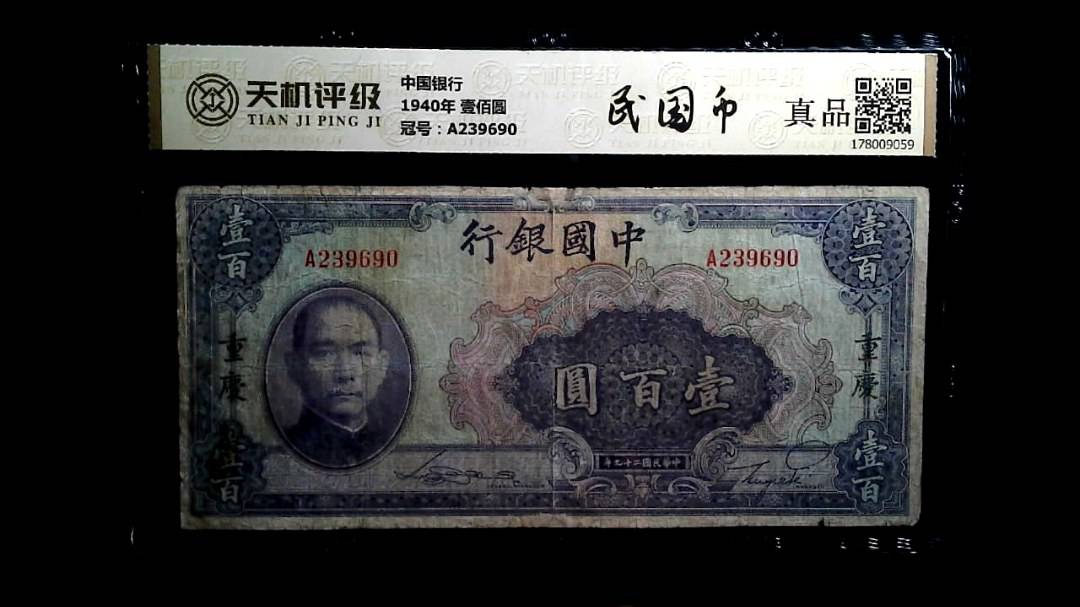 天机评级
TIAN JI PING JI
中国银行
1940年 壹佰圆
冠号：A239690
民国币
真品
178009059
行銀國中
A239690
A239690
壹百
壹百
重慶
重慶
圓百壹
年九十二國民華中
壹百
壹百